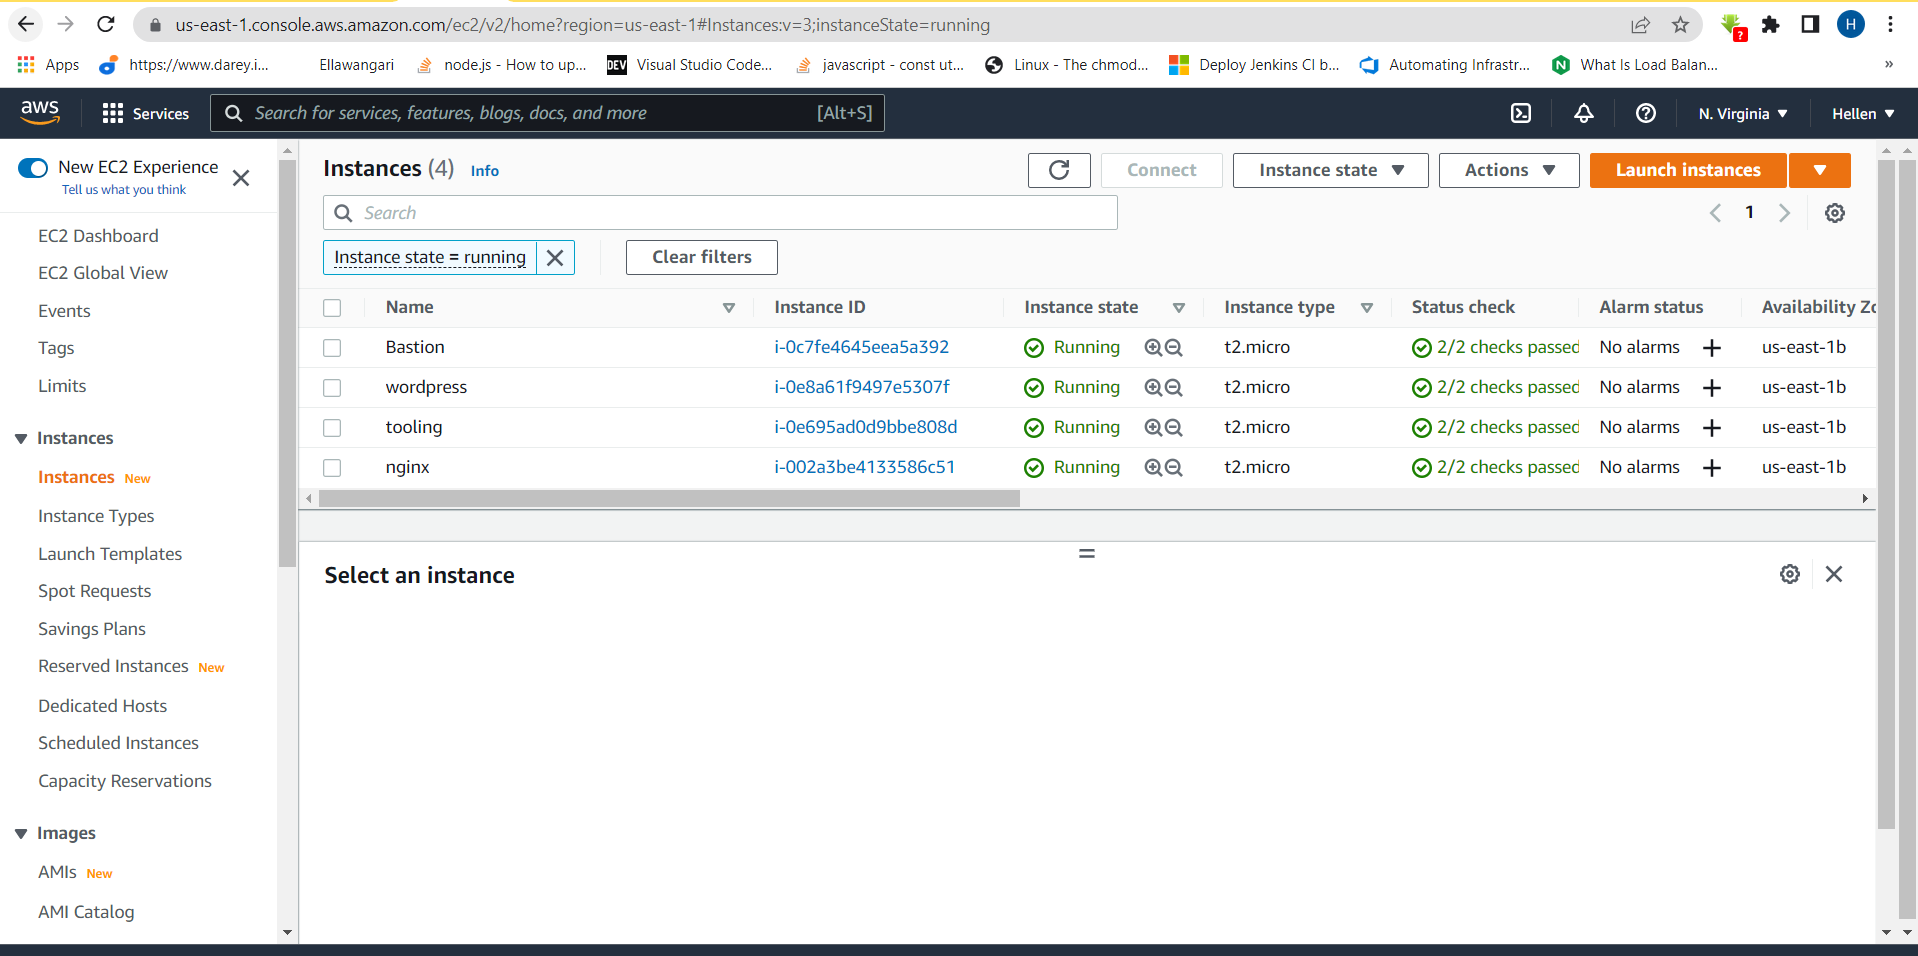 us-east-1.console.aws.amazon.com/ec2/v2/home?region=us-east-1#Instances:v=3;instanceState=running
?
H
Apps https://www.darey.i... Ellawangari node.js - How to up... DEV Visual Studio Code... javascript - const ut... Linux - The chmod... Deploy Jenkins CI b... Automating Infrastr... N What Is Load Balan... »
aws Services Search for services, features, blogs, docs, and more [Alt+S] N. Virginia Hellen
New EC2 Experience
Tell us what you think
EC2 Dashboard
EC2 Global View
Events
Tags
Limits
Instances
Instances New
Instance Types
Launch Templates
Spot Requests
Savings Plans
Reserved Instances New
Dedicated Hosts
Scheduled Instances
Capacity Reservations
Images
AMIs New
AMI Catalog
Instances (4) Info Connect Instance state Actions Launch instances
Search 1
Instance state = running Clear filters
Name Instance ID Instance state Instance type Status check Alarm status Availability Zo
Bastion i-0c7fe4645eea5a392 Running t2.micro 2/2 checks passed No alarms + us-east-1b
wordpress i-0e8a61f9497e5307f Running t2.micro 2/2 checks passed No alarms + us-east-1b
tooling i-0e695ad0d9bbe808d Running t2.micro 2/2 checks passed No alarms + us-east-1b
nginx i-002a3be4133586c51 Running t2.micro 2/2 checks passed No alarms + us-east-1b
Select an instance